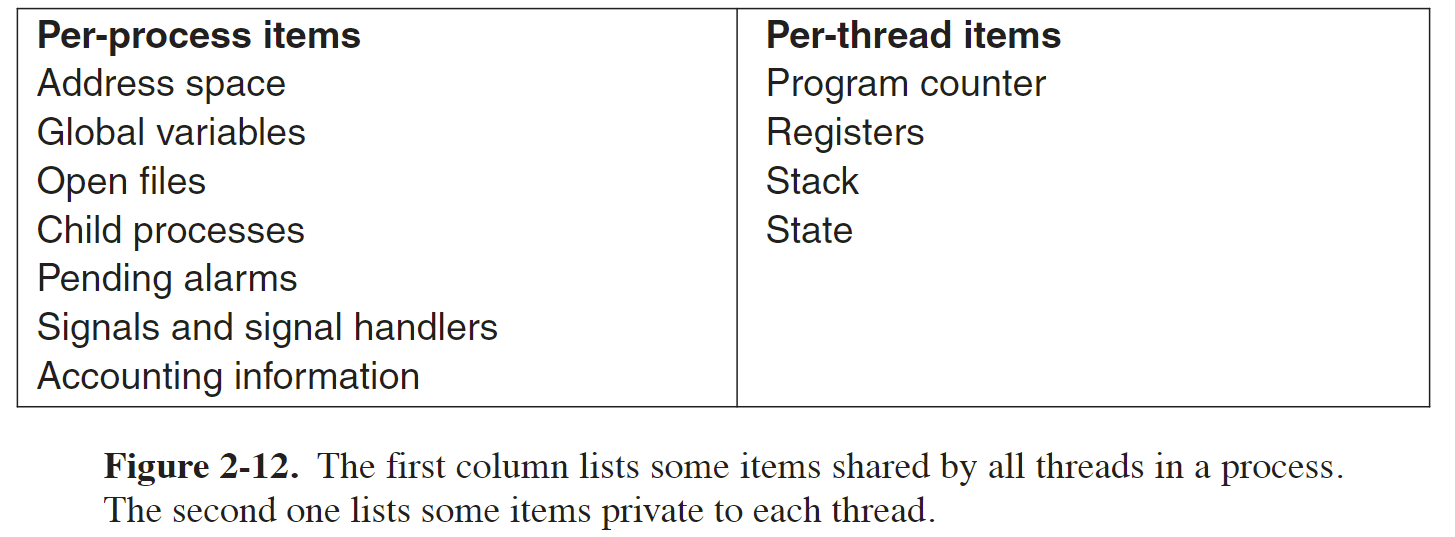 Per-process items
Address space
Global variables
Open files
Child processes
Pending alarms
Signals and signal handlers
Accounting information
Per-thread items
Program counter
Registers
Stack
State
Figure 2-12. The first column lists some items shared by all threads in a process.
The second one lists some items private to each thread.